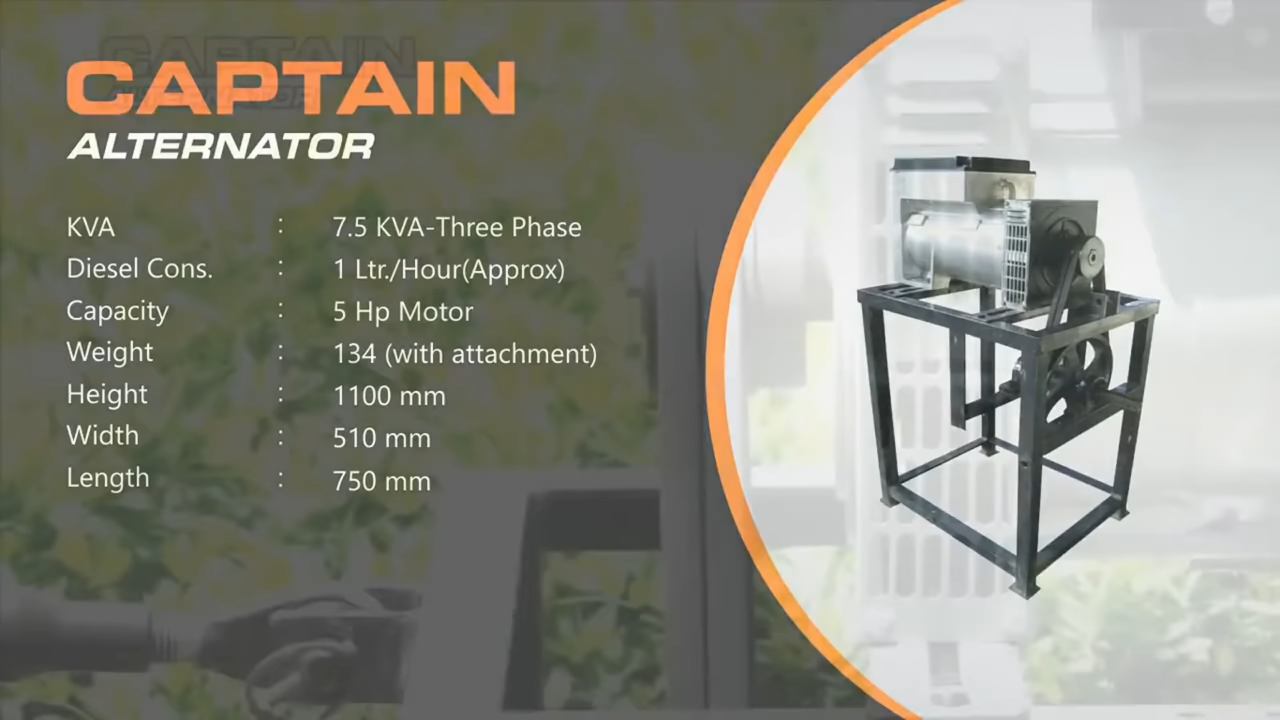 CAPTAIN
ALTERNATOR
KVA : 7.5 KVA-Three Phase
Diesel Cons. : 1 Ltr./Hour(Approx)
Capacity : 5 Hp Motor
Weight : 134 (with attachment)
Height : 1100 mm
Width : 510 mm
Length : 750 mm